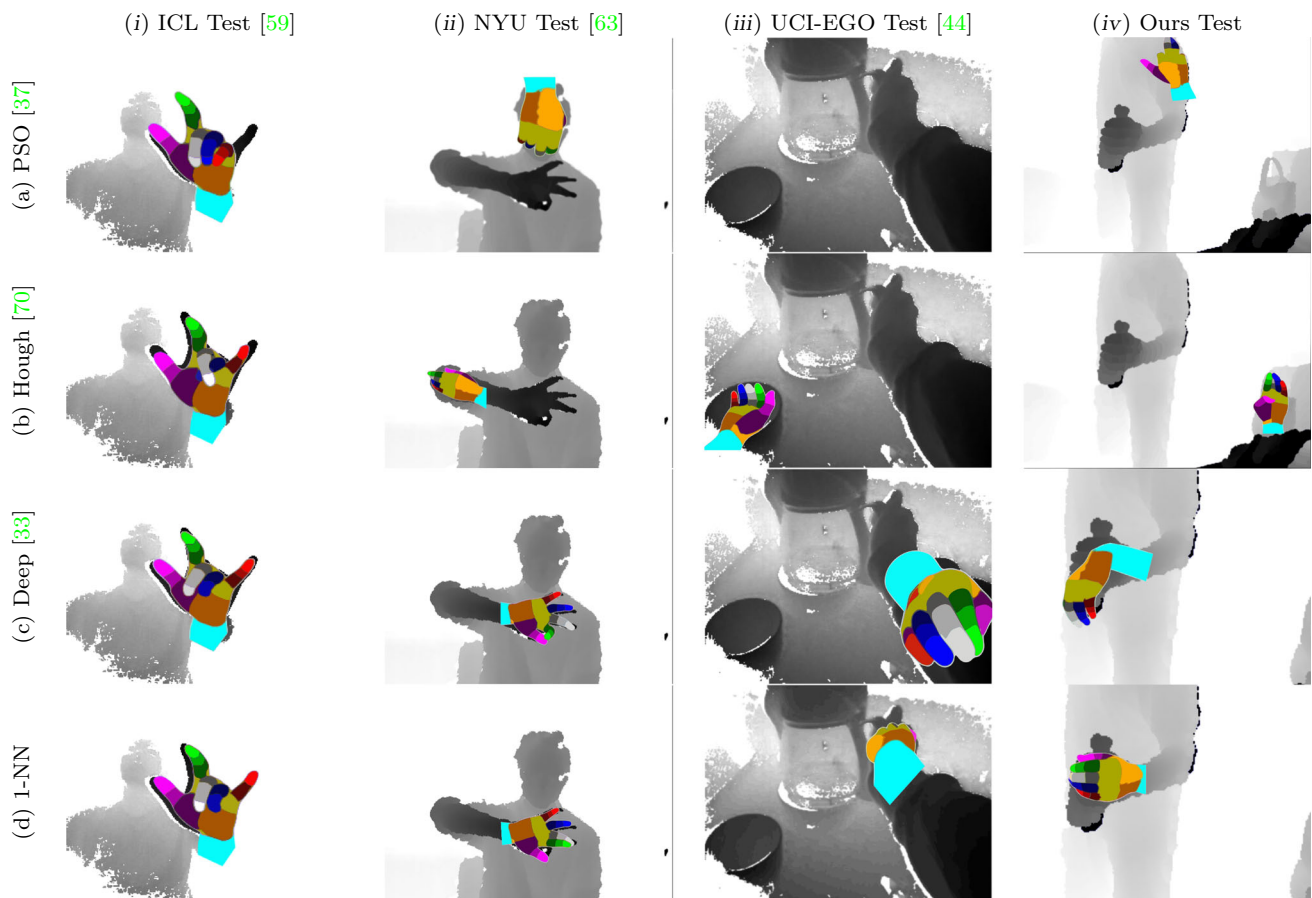 (i) ICL Test [59]
(ii) NYU Test [63]
(iii) UCI-EGO Test [44]
(iv) Ours Test
(a) PSO [37]
(b) Hough [70]
(c) Deep [33]
(d) 1-NN